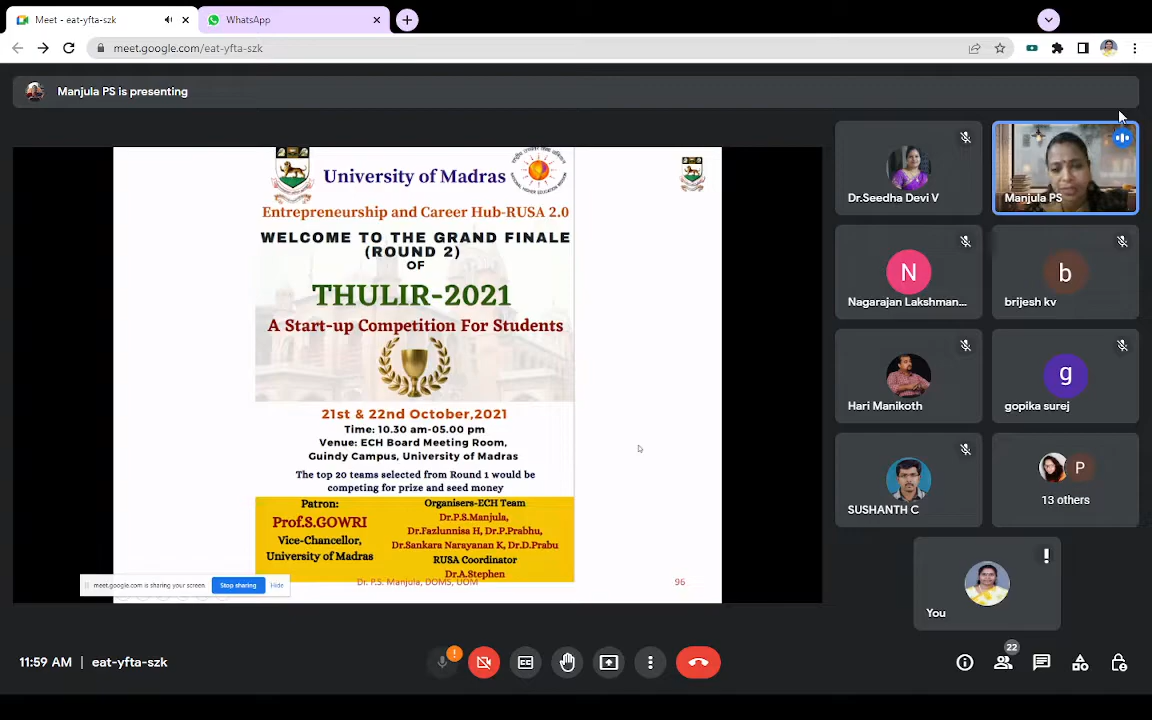 Meet - eat-yfta-szk
WhatsApp
meet.google.com/eat-yfta-szk
Manjula PS is presenting
University of Madras
Entrepreneurship and Career Hub-RUSA 2.0
WELCOME TO THE GRAND FINALE
(ROUND 2)
OF
THULIR-2021
A Start-up Competition For Students
21st & 22nd October,2021
Time: 10.30 am-05.00 pm
Venue: ECH Board Meeting Room,
Guindy Campus, University of Madras
The top 20 teams selected from Round 1 would be
competing for prize and seed money
Patron:
Prof.S.GOWRI
Vice-Chancellor,
University of Madras
Organisers-ECH Team
Dr.P.S.Manjula,
Dr.Fazlunnisa H, Dr.P.Prabhu,
Dr.Sankara Narayanan K, Dr.D.Prabu
RUSA Coordinator
Dr.A.Stephen
Dr. P.S. Manjula, DOMS, UOM
96
meet.google.com is sharing your screen.
Stop sharing
Hide
Dr.Seedha Devi V
Manjula PS
N
Nagarajan Lakshman...
b
brijesh kv
Hari Manikoth
g
gopika surej
SUSHANTH C
P
13 others
You
11:59 AM | eat-yfta-szk
22